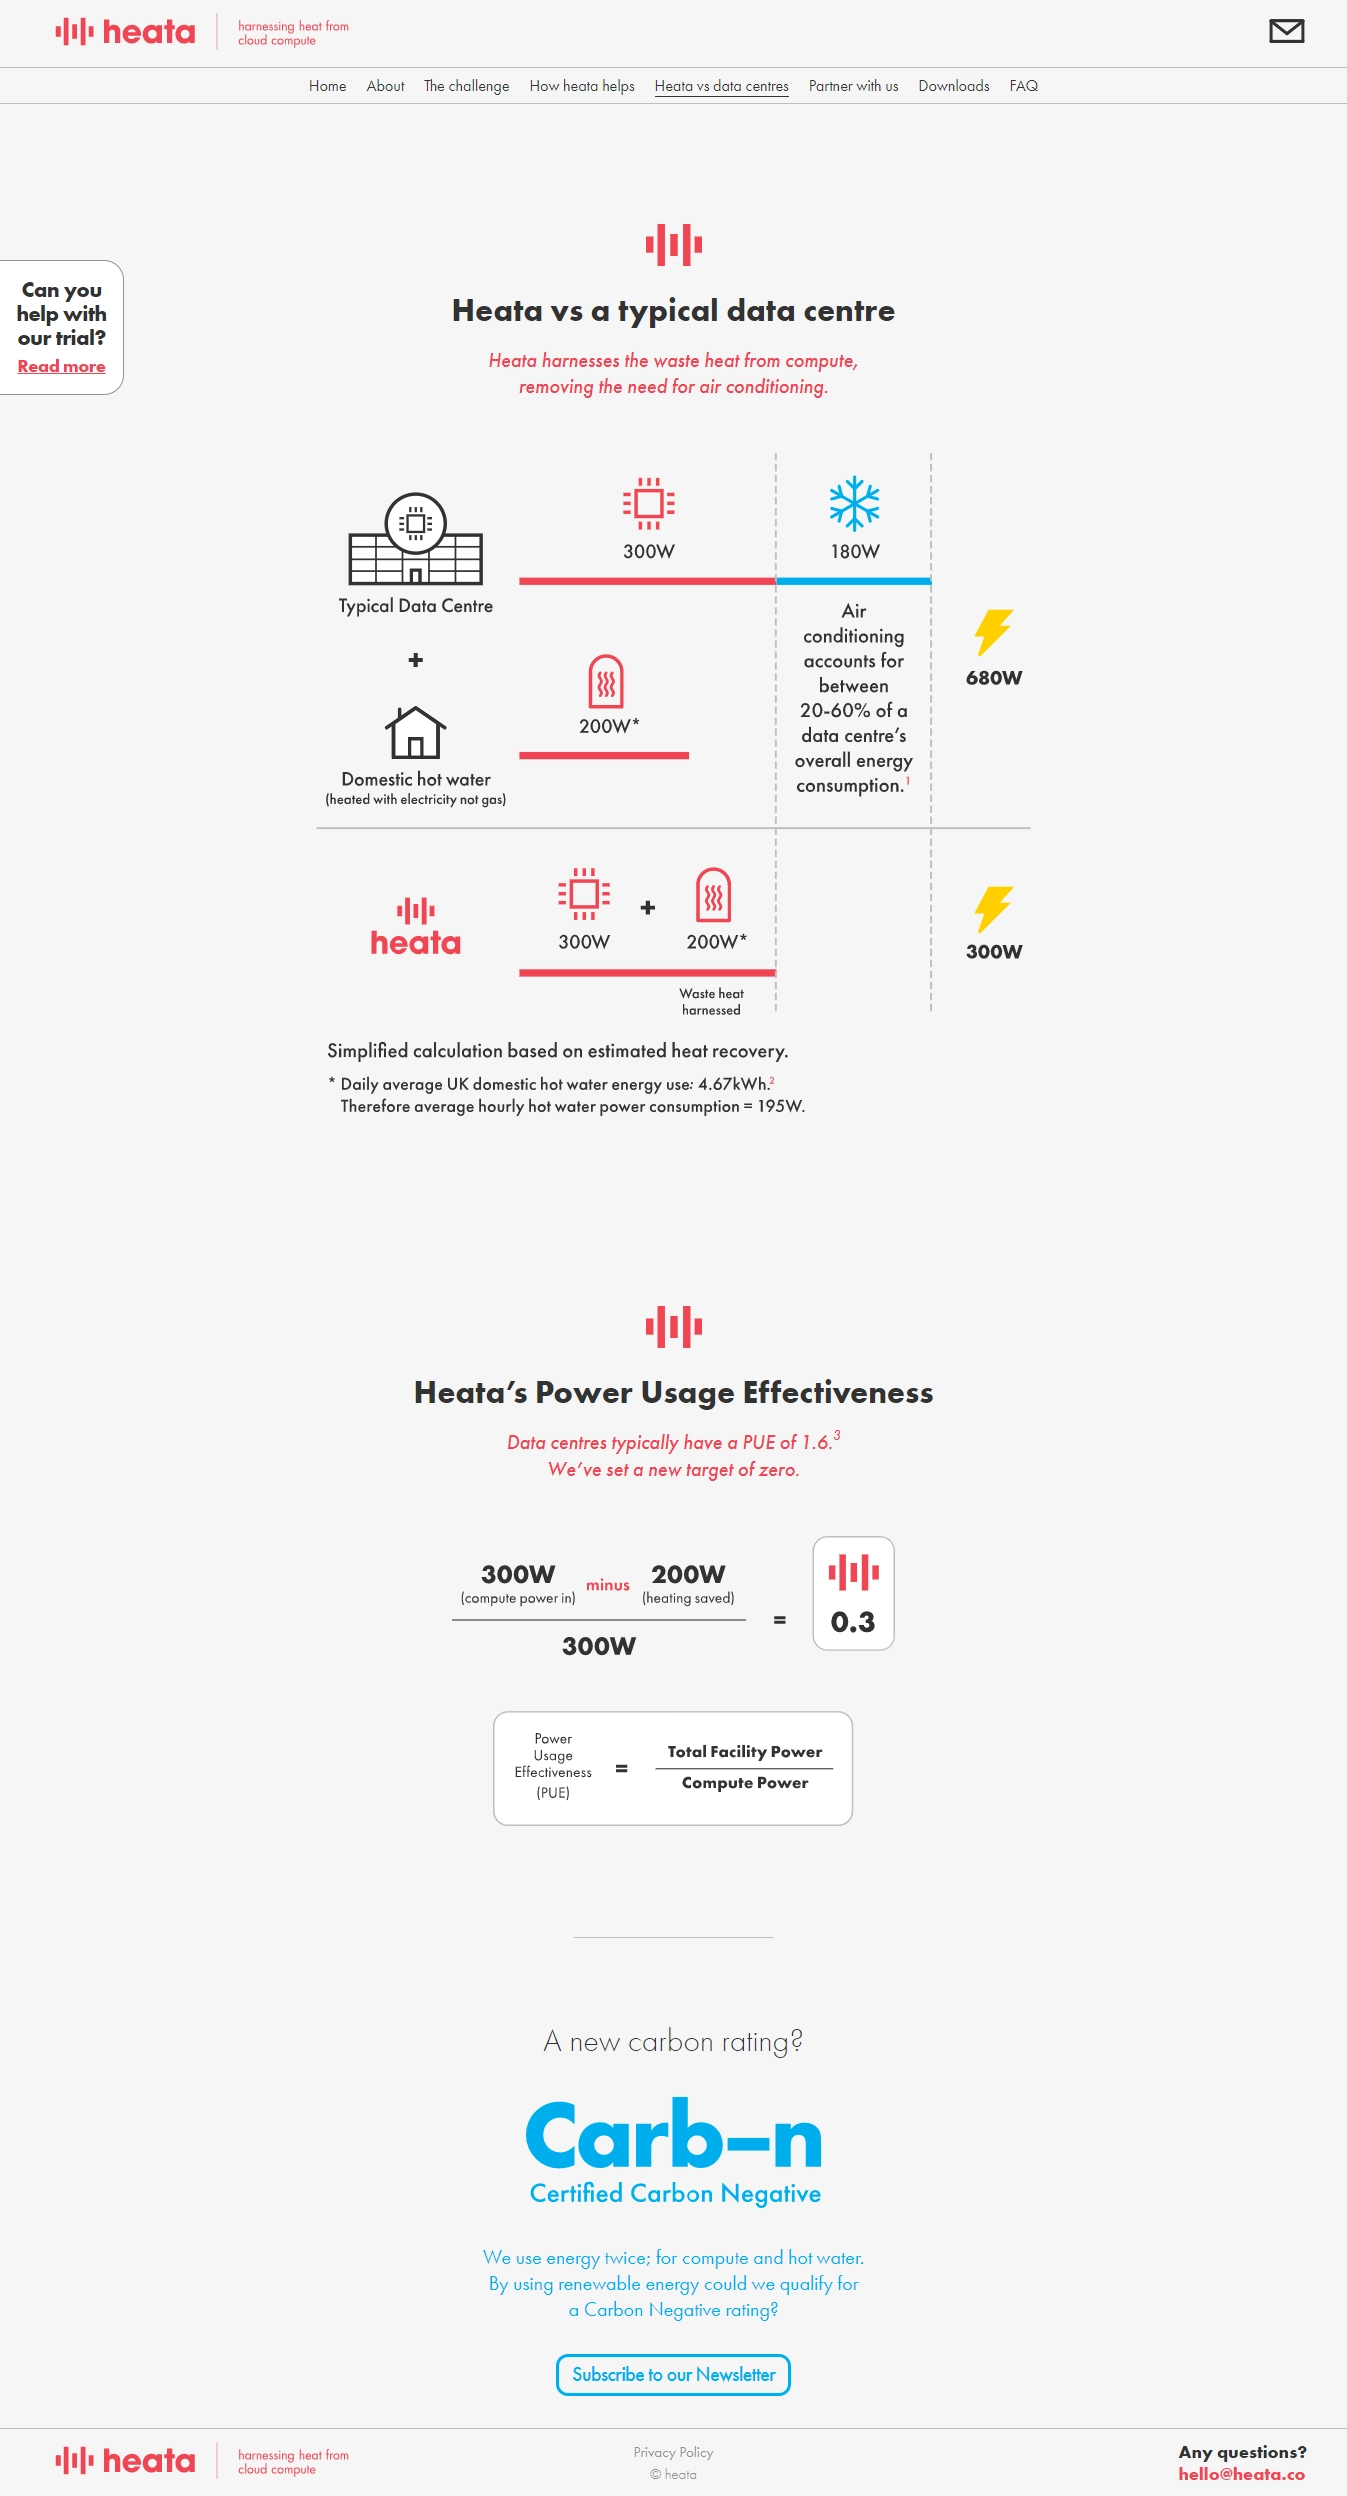 heata
harnessing heat from
cloud compute
Home About The challenge How heata helps Heata vs data centres Partner with us Downloads FAQ
Can you
help with
our trial?
Read more
Heata vs a typical data centre
Heata harnesses the waste heat from compute,
removing the need for air conditioning.
300W
180W
Typical Data Centre
+
200W*
Domestic hot water
(heated with electricity not gas)
Air
conditioning
accounts for
between
20-60% of a
data centre's
overall energy
consumption.¹
680W
heata
300W
+
200W*
Waste heat
harnessed
300W
Simplified calculation based on estimated heat recovery.
* Daily average UK domestic hot water energy use: 4.67kWh.²
Therefore average hourly hot water power consumption = 195W.
Heata's Power Usage Effectiveness
Data centres typically have a PUE of 1.6.³
We've set a new target of zero.
300W minus 200W
(compute power in) (heating saved)
300W
=
0.3
Power
Usage
Effectiveness
(PUE)
=
Total Facility Power
Compute Power
A new carbon rating?
Carb–n
Certified Carbon Negative
We use energy twice; for compute and hot water.
By using renewable energy could we qualify for
a Carbon Negative rating?
Subscribe to our Newsletter
heata
harnessing heat from
cloud compute
Privacy Policy
© heata
Any questions?
hello@heata.co